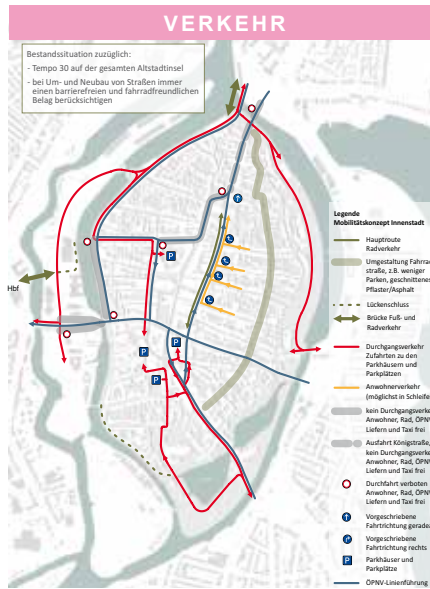 VERKEHR
Bestandssituation zuzüglich:
- Tempo 30 auf der gesamten Altstadtinsel
- bei Um- und Neubau von Straßen immer
einen barrierefreien und fahrradfreundlichen
Belag berücksichtigen
Hbf
P
P
P
P
Legende
Mobilitätskonzept Innenstadt
Hauptroute
Radverkehr
Umgestaltung Fahrrad
straße, z.B. weniger
Parken, geschnittenes
Pflaster/Asphalt
Lückenschluss
Brücke Fuß- und
Radverkehr
Durchgangsverkehr
Zufahrten zu den
Parkhäusern und
Parkplätzen
Anwohnerverkehr
(möglichst in Schleife
kein Durchgangsverke
Anwohner, Rad, ÖPNV
Liefern und Taxi frei
Ausfahrt Königstraße,
kein Durchgangsverke
Anwohner, Rad, ÖPNV
Liefern und Taxi frei
Durchfahrt verboten
Anwohner, Rad, ÖPNV
Liefern und Taxi frei
Vorgeschriebene
Fahrtrichtung gerade
Vorgeschriebene
Fahrtrichtung rechts
P Parkhäuser und
Parkplätze
ÖPNV-Linienführung